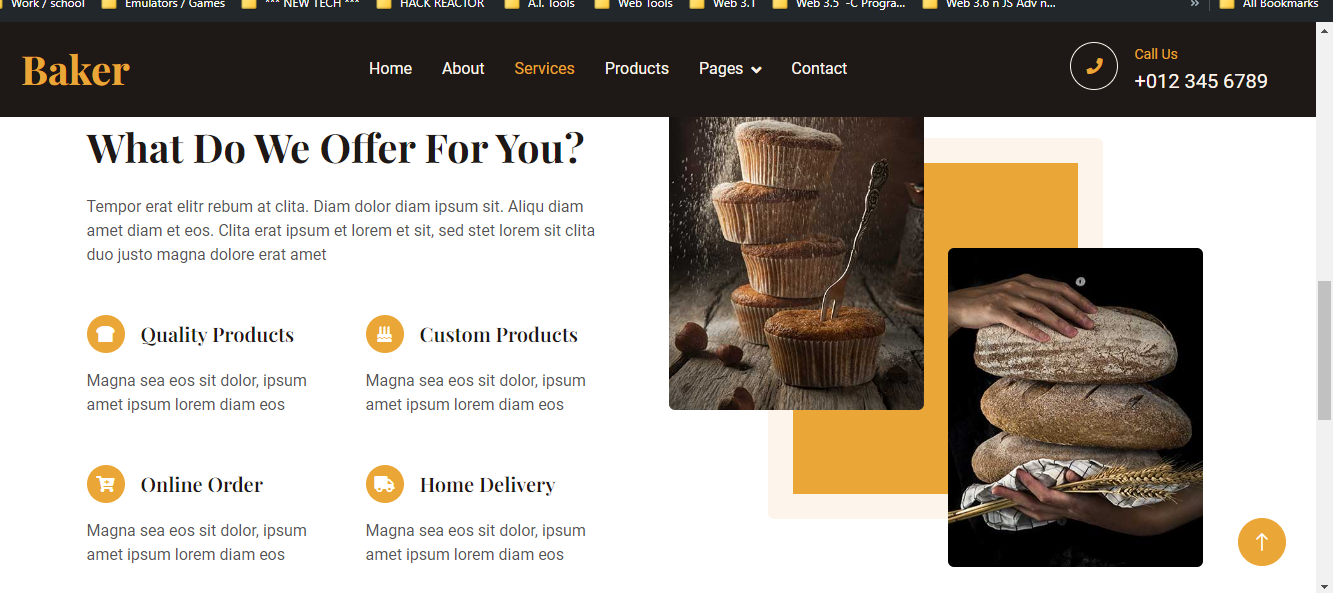 Work / school
Emulators / Games
*** NEW TECH ***
HACK REACTOR
A.I. Tools
Web Tools
Web 3.1
Web 3.5 -C Progra...
Web 3.6 n JS Adv n...
»
All Bookmarks
Baker
Home
About
Services
Products
Pages
Contact
Call Us
+012 345 6789
What Do We Offer For You?
Tempor erat elitr rebum at clita. Diam dolor diam ipsum sit. Aliqu diam
amet diam et eos. Clita erat ipsum et lorem et sit, sed stet lorem sit clita
duo justo magna dolore erat amet
Quality Products
Magna sea eos sit dolor, ipsum
amet ipsum lorem diam eos
Custom Products
Magna sea eos sit dolor, ipsum
amet ipsum lorem diam eos
Online Order
Magna sea eos sit dolor, ipsum
amet ipsum lorem diam eos
Home Delivery
Magna sea eos sit dolor, ipsum
amet ipsum lorem diam eos